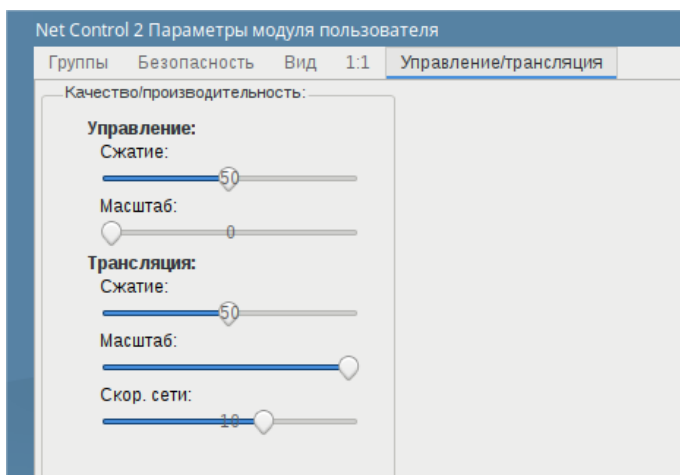 Net Control 2 Параметры модуля пользователя
Группы Безопасность Вид 1:1 Управление/трансляция
Качество/производительность:
Управление:
Сжатие:
50
Масштаб:
0
Трансляция:
Сжатие:
50
Масштаб:
Скор. сети:
10